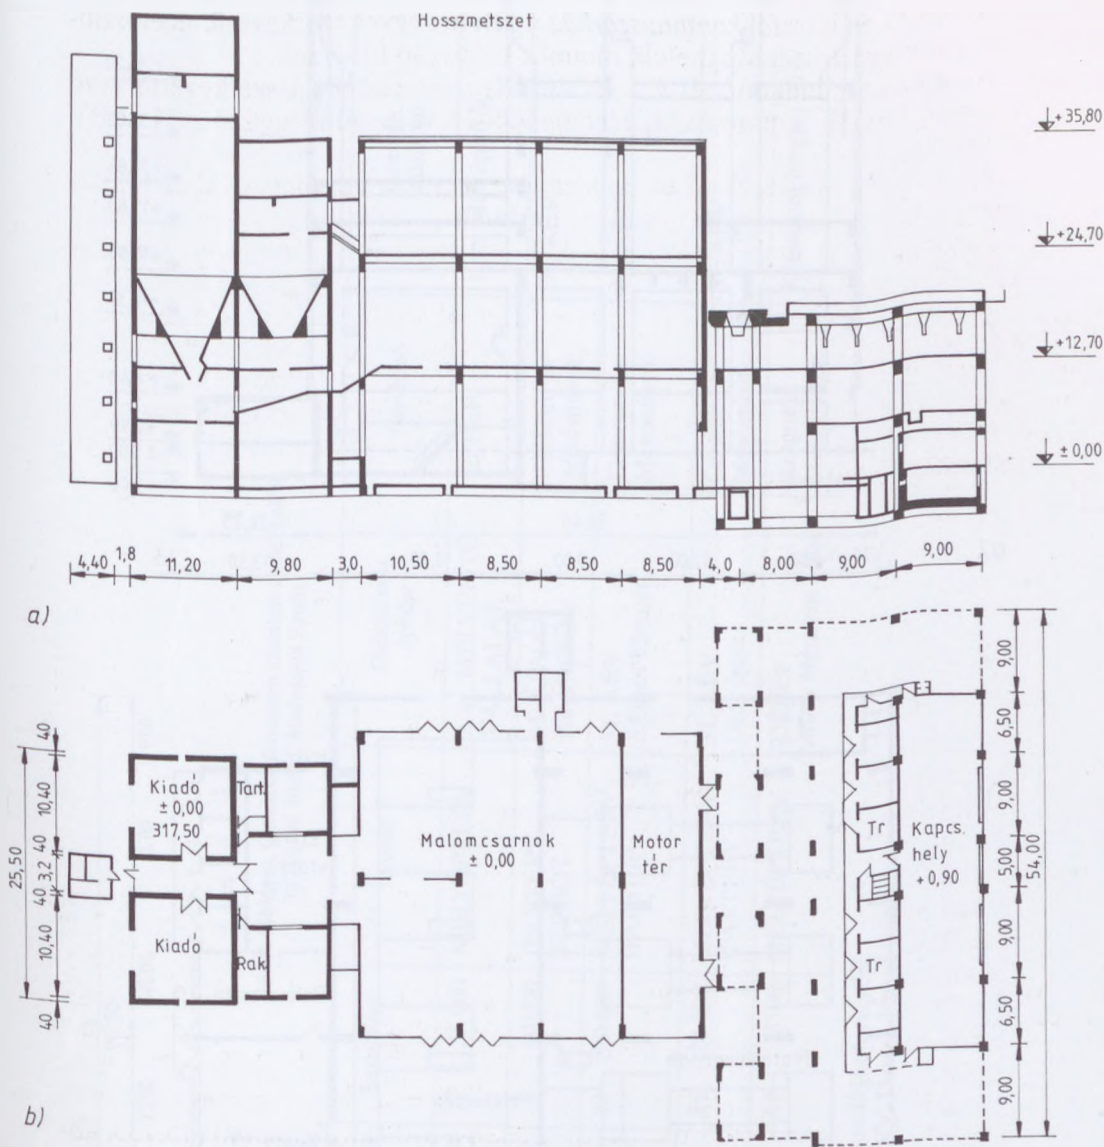 Hosszmetszet
+35,80
+24,70
+12,70
± 0,00
4,40 1,8 11,20 9,80 3,0 10,50 8,50 8,50 8,50 4, 8,00 9,00 9,00
a)
Kiadó
± 0,00
317,50
Tart.
Malomcsarnok
± 0,00
Motor
tér
Tr
Kapcs.
hely
+0,90
Kiadó
Rak.
Tr
25,50
40 10,40 40 3,2 40 10,40 40
9,00 6,50 9,00 5,00 9,00 6,50 9,00
54,00
b)